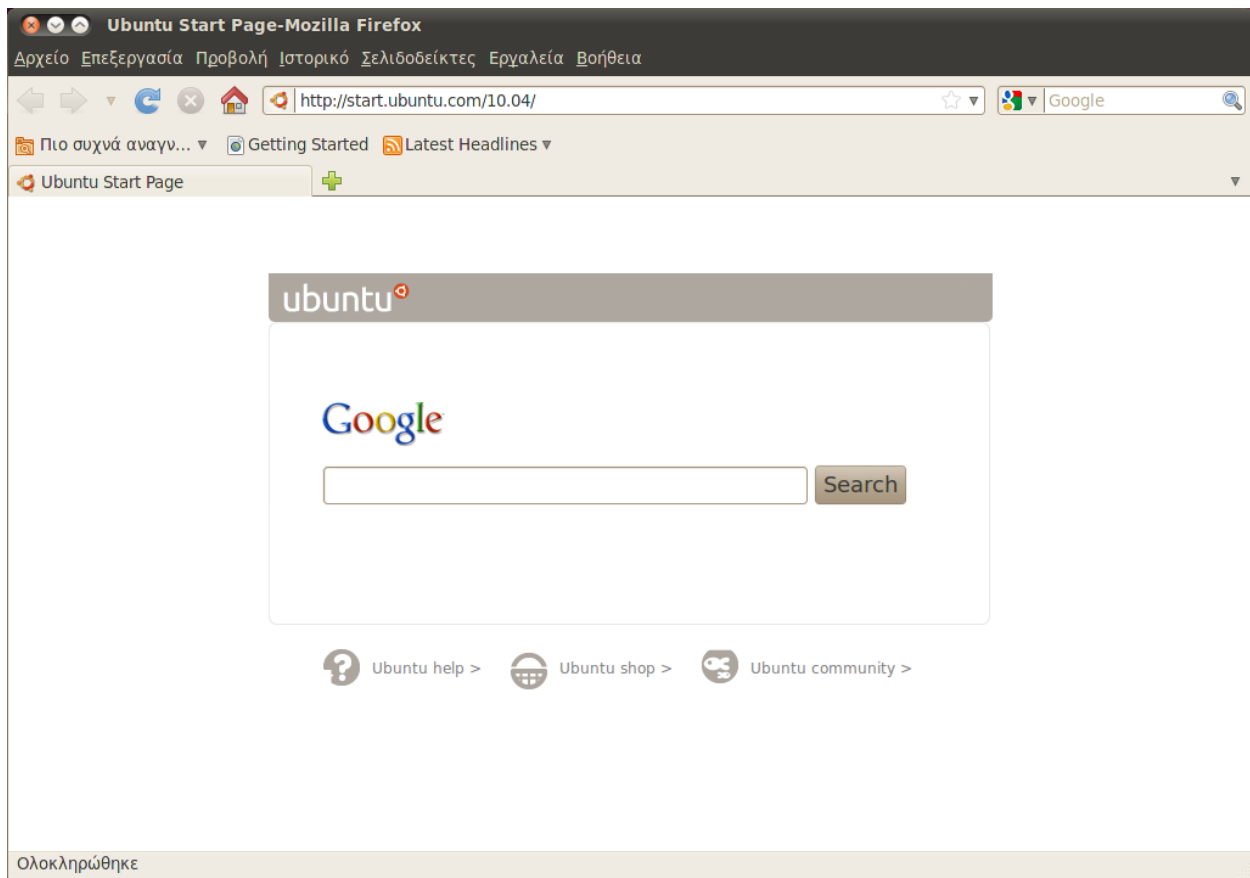 Ubuntu Start Page-Mozilla Firefox
Αρχείο Επεξεργασία Προβολή Ιστορικό Σελιδοδείκτες Εργαλεία Βοήθεια
http://start.ubuntu.com/10.04/ Google
Πιο συχνά αναγν... Getting Started Latest Headlines
Ubuntu Start Page
ubuntu
Google
Search
Ubuntu help > Ubuntu shop > Ubuntu community >
Ολοκληρώθηκε